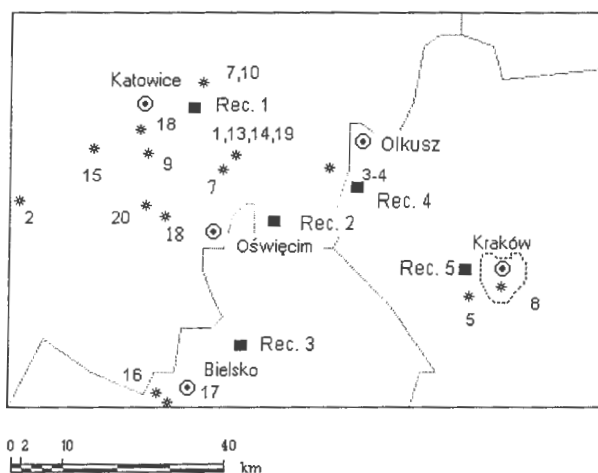 7,10
Katowice
Rec. 1
18
1,13,14,19
Olkusz
15
9
7
3-4
Rec. 4
2
20
18
Rec. 2
Oświęcim
Kraków
Rec. 5
8
5
Rec. 3
16
Bielsko
17
0 2 10 40
km